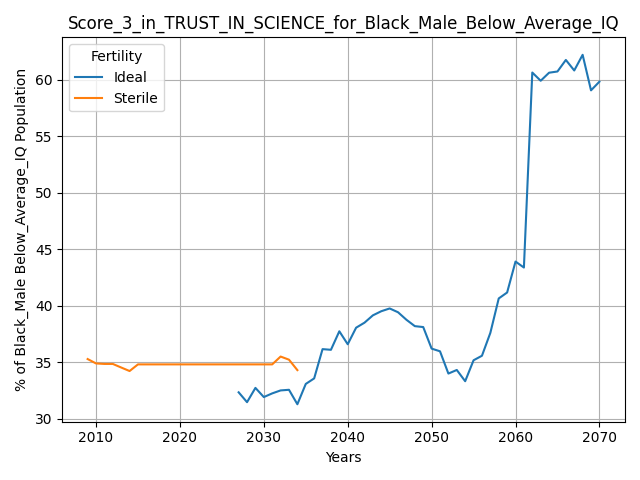 Score_3_in_TRUST_IN_SCIENCE_for_Black_Male_Below_Average_IQ
Fertility
Ideal
Sterile
% of Black_Male Below_Average_IQ Population
60
55
50
45
40
35
30
2010 2020 2030 2040 2050 2060 2070
Years